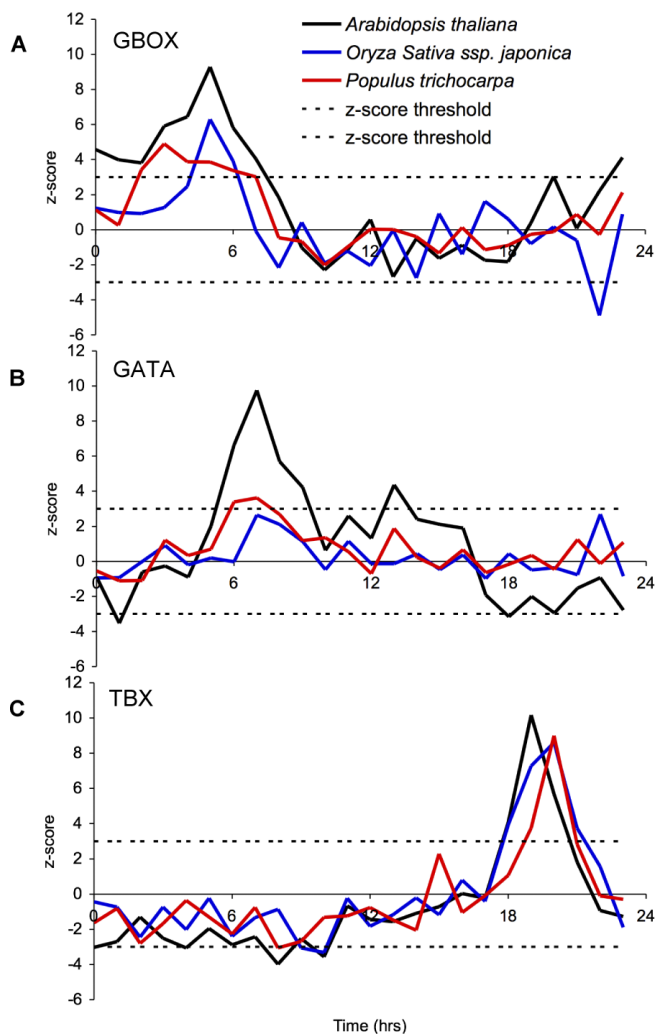 A
GBOX
Arabidopsis thaliana
Oryza Sativa ssp. japonica
Populus trichocarpa
z-score threshold
z-score threshold
z-score
12
10
8
6
4
2
0
-2
-4
-6
0 6 12 18 24
B
GATA
z-score
12
10
8
6
4
2
0
-2
-4
-6
0 6 12 18 24
C
TBX
z-score
12
10
8
6
4
2
0
-2
-4
-6
0 6 12 18 24
Time (hrs)